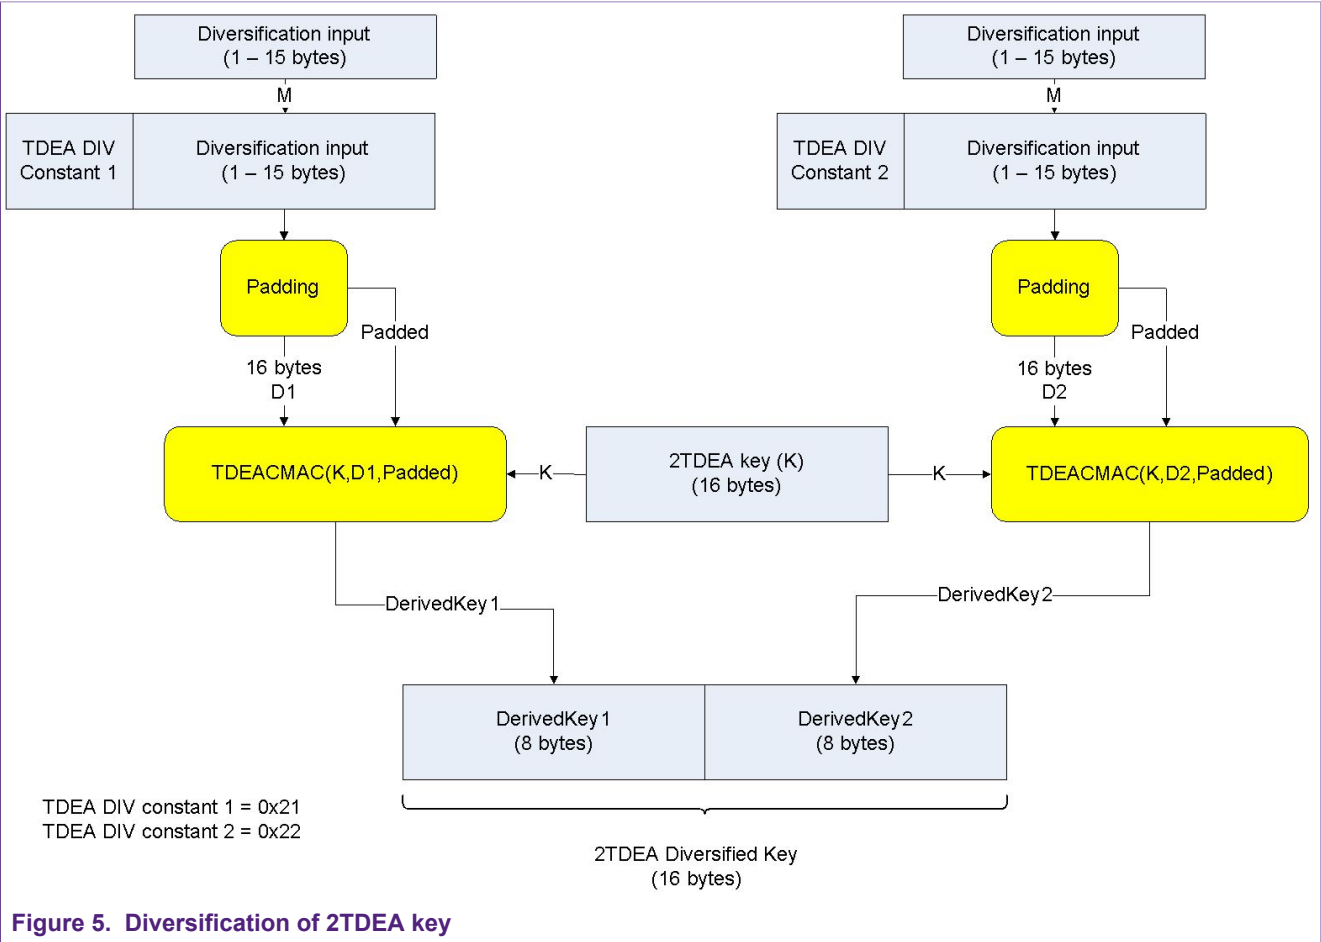 Diversification input
(1 – 15 bytes)
M
TDEA DIV
Constant 1
Diversification input
(1 – 15 bytes)
Padding
Padded
16 bytes
D1
TDEACMAC(K,D1,Padded)
K
Diversification input
(1 – 15 bytes)
M
TDEA DIV
Constant 2
Diversification input
(1 – 15 bytes)
Padding
Padded
16 bytes
D2
2TDEA key (K)
(16 bytes)
K
TDEACMAC(K,D2,Padded)
DerivedKey1
DerivedKey2
DerivedKey1
(8 bytes)
DerivedKey2
(8 bytes)
TDEA DIV constant 1 = 0x21
TDEA DIV constant 2 = 0x22
2TDEA Diversified Key
(16 bytes)
Figure 5. Diversification of 2TDEA key